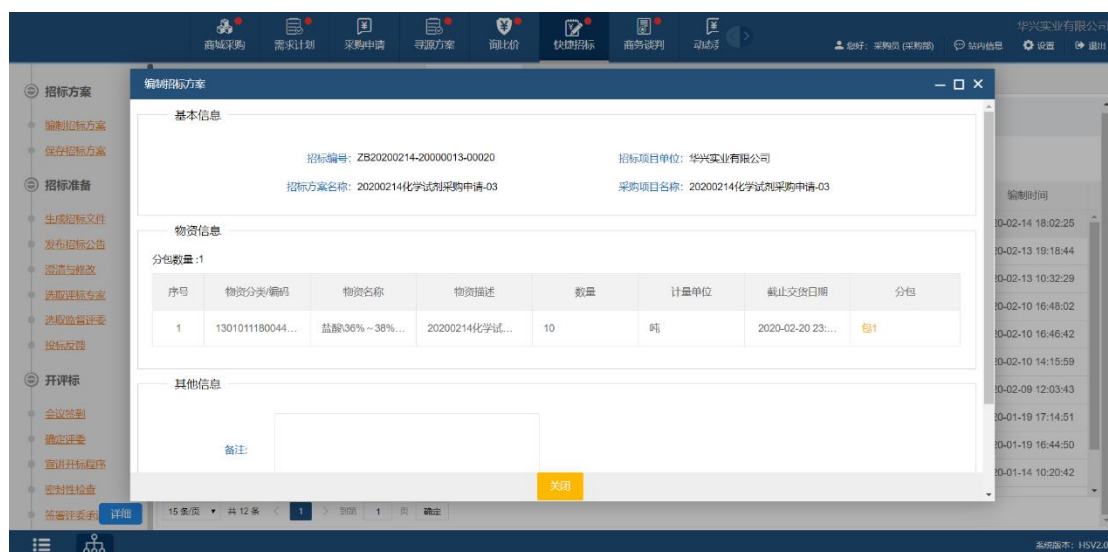 华兴实业有限公司
商城采购 需求计划 采购申请 寻源方案 询比价 快捷招标 商务谈判
您好: 采购员 (采购部) 站内信息 设置 退出
编制招标方案
招标方案
编制招标方案
保存招标方案
招标准备
生成招标文件
发布招标公告
澄清与修改
选取评标专家
选取监督评委
投标反馈
开评标
会议签到
确定评委
宣讲开标程序
密封性检查
签署评委承
详细
基本信息
招标编号: ZB20200214-20000013-00020 招标项目单位: 华兴实业有限公司
招标方案名称: 20200214化学试剂采购申请-03 采购项目名称: 20200214化学试剂采购申请-03
物资信息
分包数量:1
序号 物资分类/编码 物资名称 物资描述 数量 计量单位 截止交货日期 分包
1 1301011180044... 盐酸\36%～38%... 20200214化学试... 10 吨 2020-02-20 23:... 包1
其他信息
备注:
关闭
编制时间
20-02-14 18:02:25
20-02-13 19:18:44
20-02-13 10:32:29
20-02-10 16:48:02
20-02-10 16:46:42
20-02-10 14:15:59
20-02-09 12:03:43
20-01-19 17:14:51
20-01-19 16:44:50
20-01-14 10:20:42
15 条/页 共 12 条 1 到第 1 页 确定
系统版本: HSV2.0